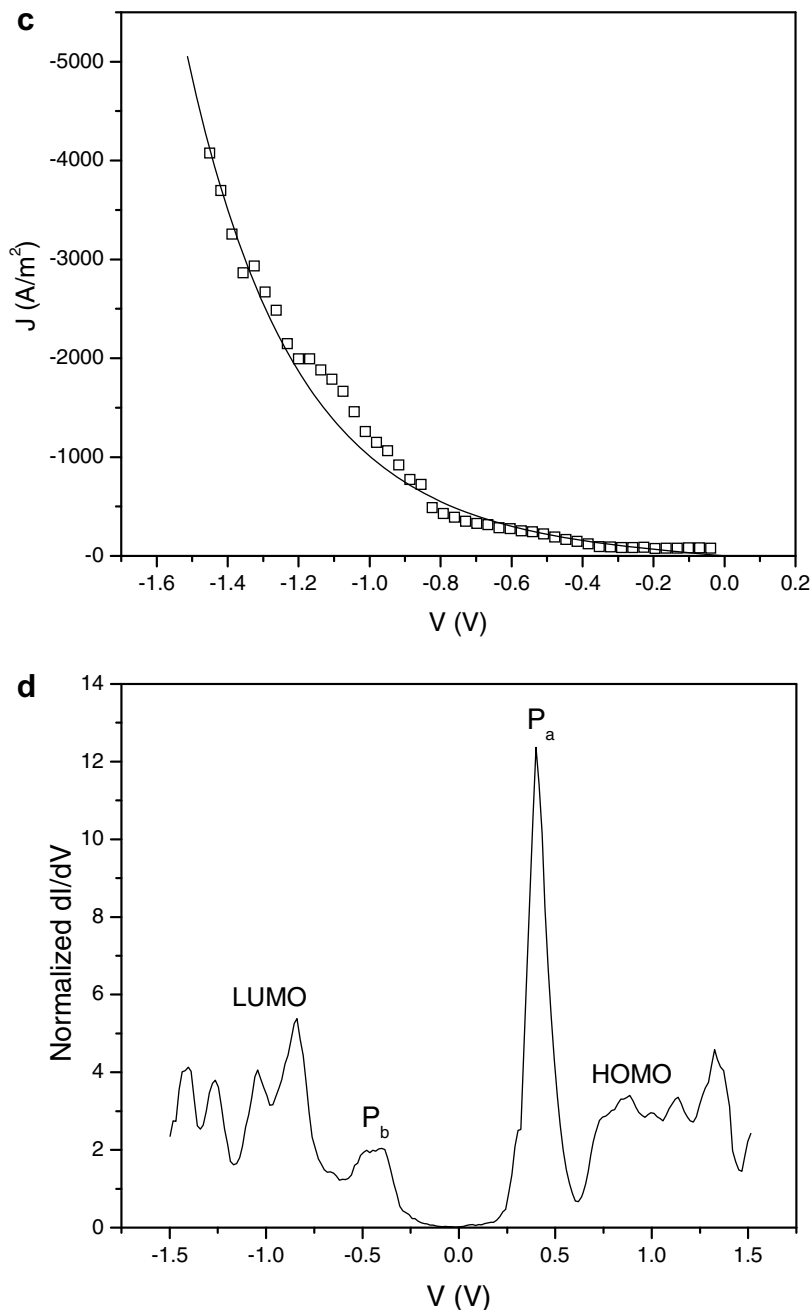 c
-5000
-4000
-3000
-2000
-1000
-0
J (A/m²)
-1.6 -1.4 -1.2 -1.0 -0.8 -0.6 -0.4 -0.2 0.0 0.2
V (V)
d
14
12
10
8
6
4
2
0
Normalized dI/dV
Pₐ
LUMO
HOMO
P_b
-1.5 -1.0 -0.5 0.0 0.5 1.0 1.5
V (V)